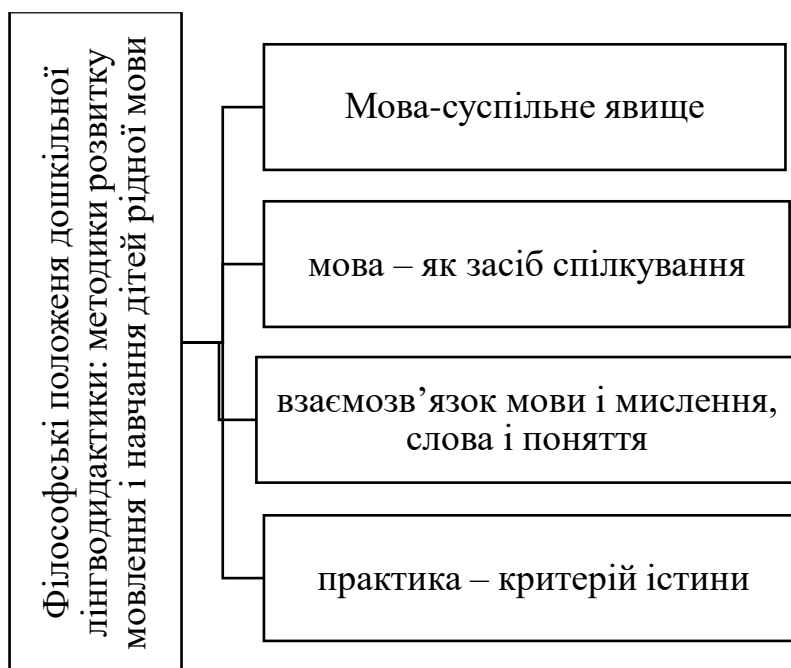 Філософські положеня дошкільної
лінгводидактики: методики розвитку
мовлення і навчання дітей рідної мови
Мова-суспільне явище
мова – як засіб спілкування
взаємозв’язок мови і мислення,
слова і поняття
практика – критерій істини